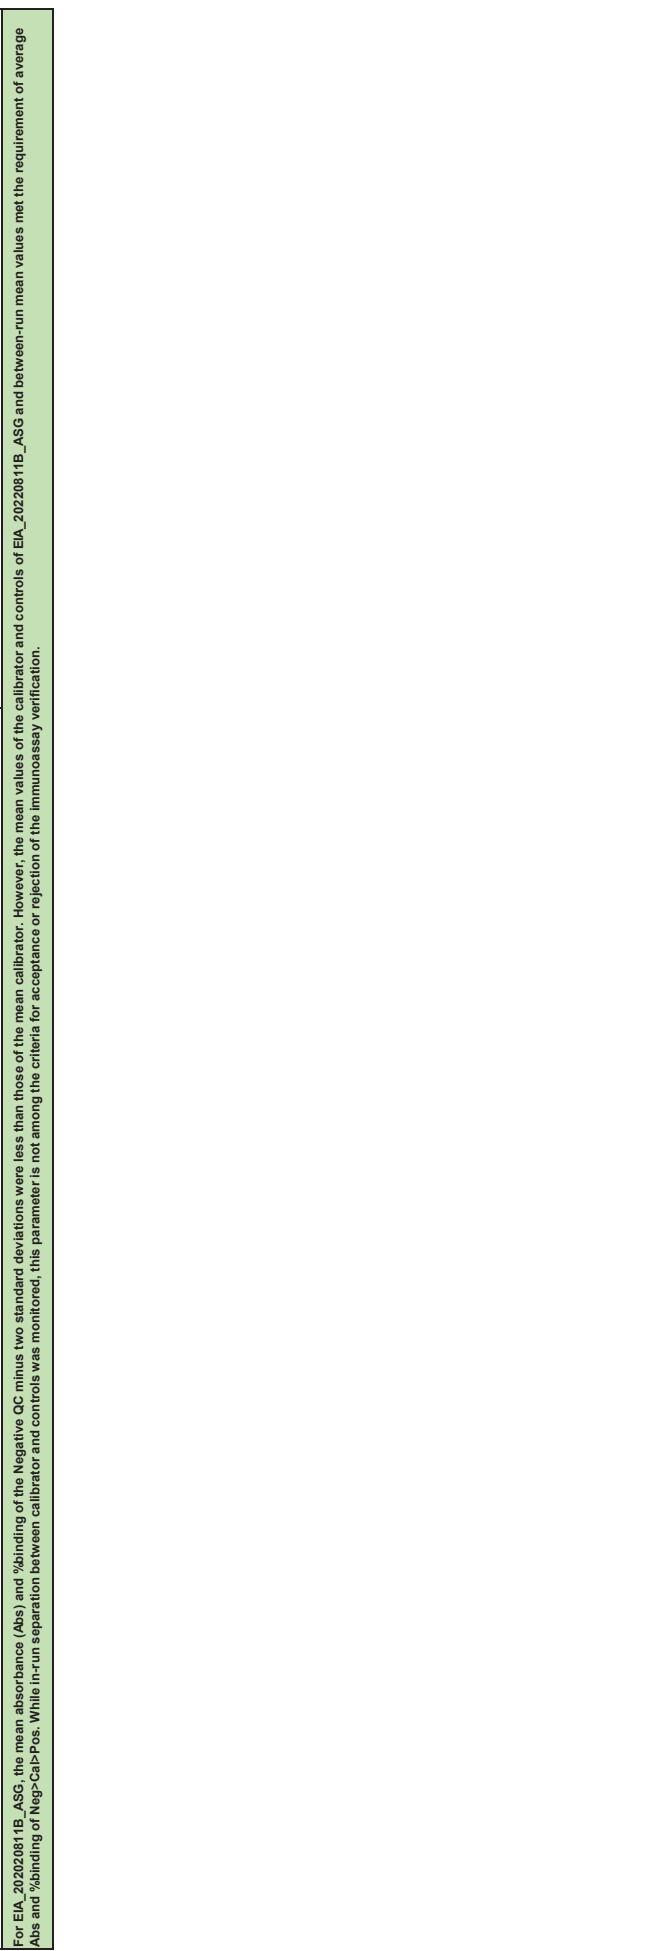 For EIA_202020811B_ASG, the mean absorbance (Abs) and %binding of the Negative QC minus two standard deviations were less than those of the mean calibrator. However, the mean values of the calibrator and controls of EIA_20220811B_ASG and between-run mean values met the requirement of average
Abs and %binding of Neg>Cal>Pos. While in-run separation between calibrator and controls was monitored, this parameter is not among the criteria for acceptance or rejection of the immunoassay verification.